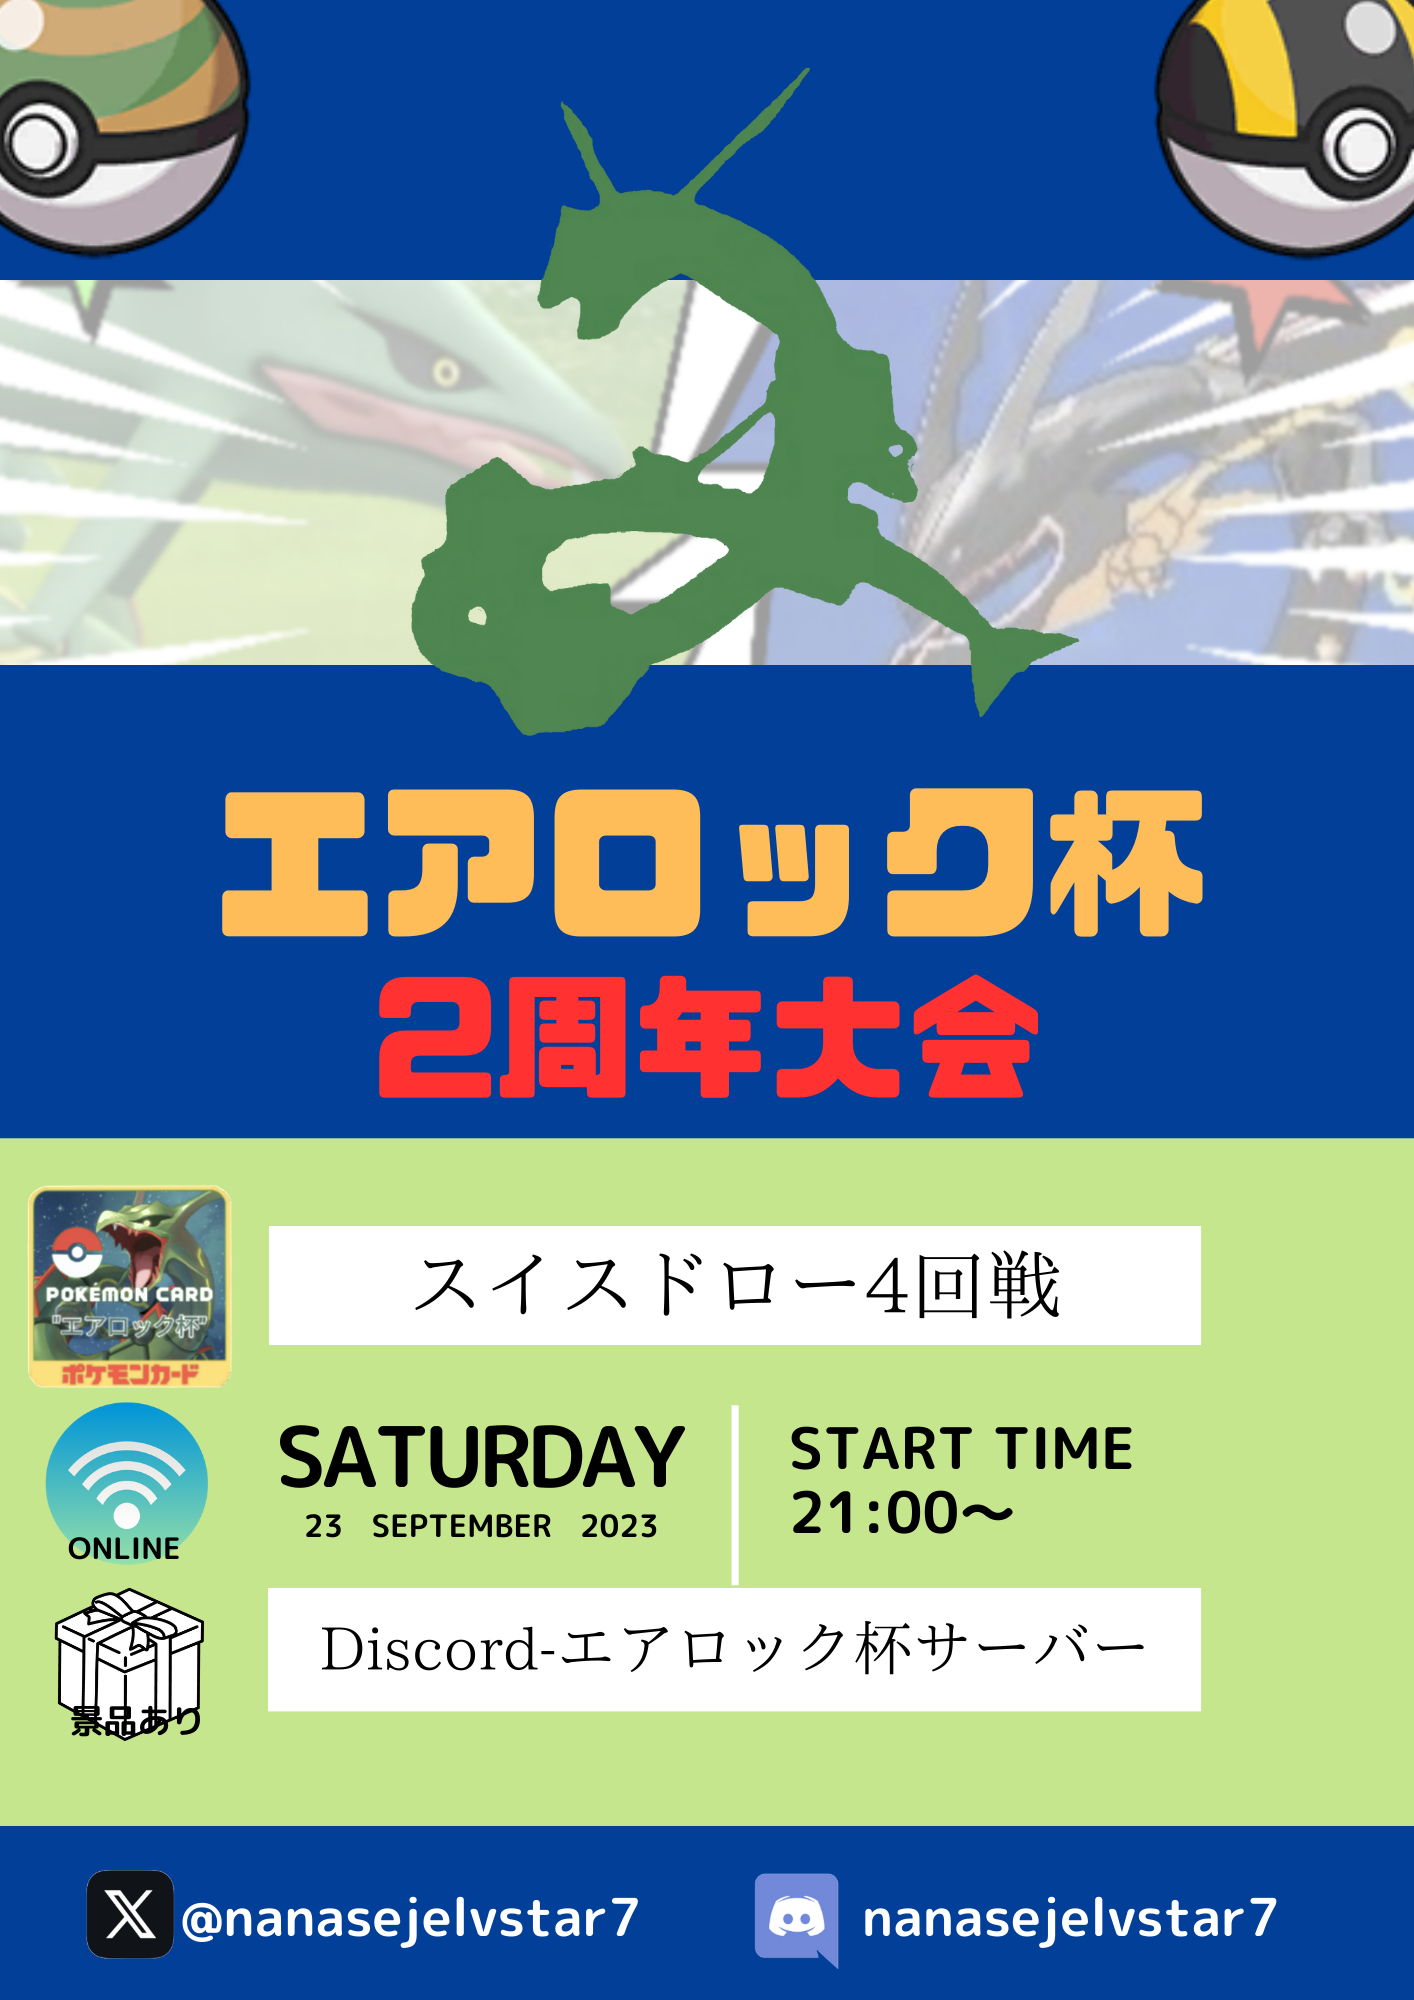 エアロック杯
2周年大会
POKÉMON CARD
"エアロック杯"
ポケモンカード
スイスドロー4回戦
ONLINE
SATURDAY
23 SEPTEMBER 2023
START TIME
21:00～
景品あり
Discord-エアロック杯サーバー
@nanasejelvstar7
nanasejelvstar7